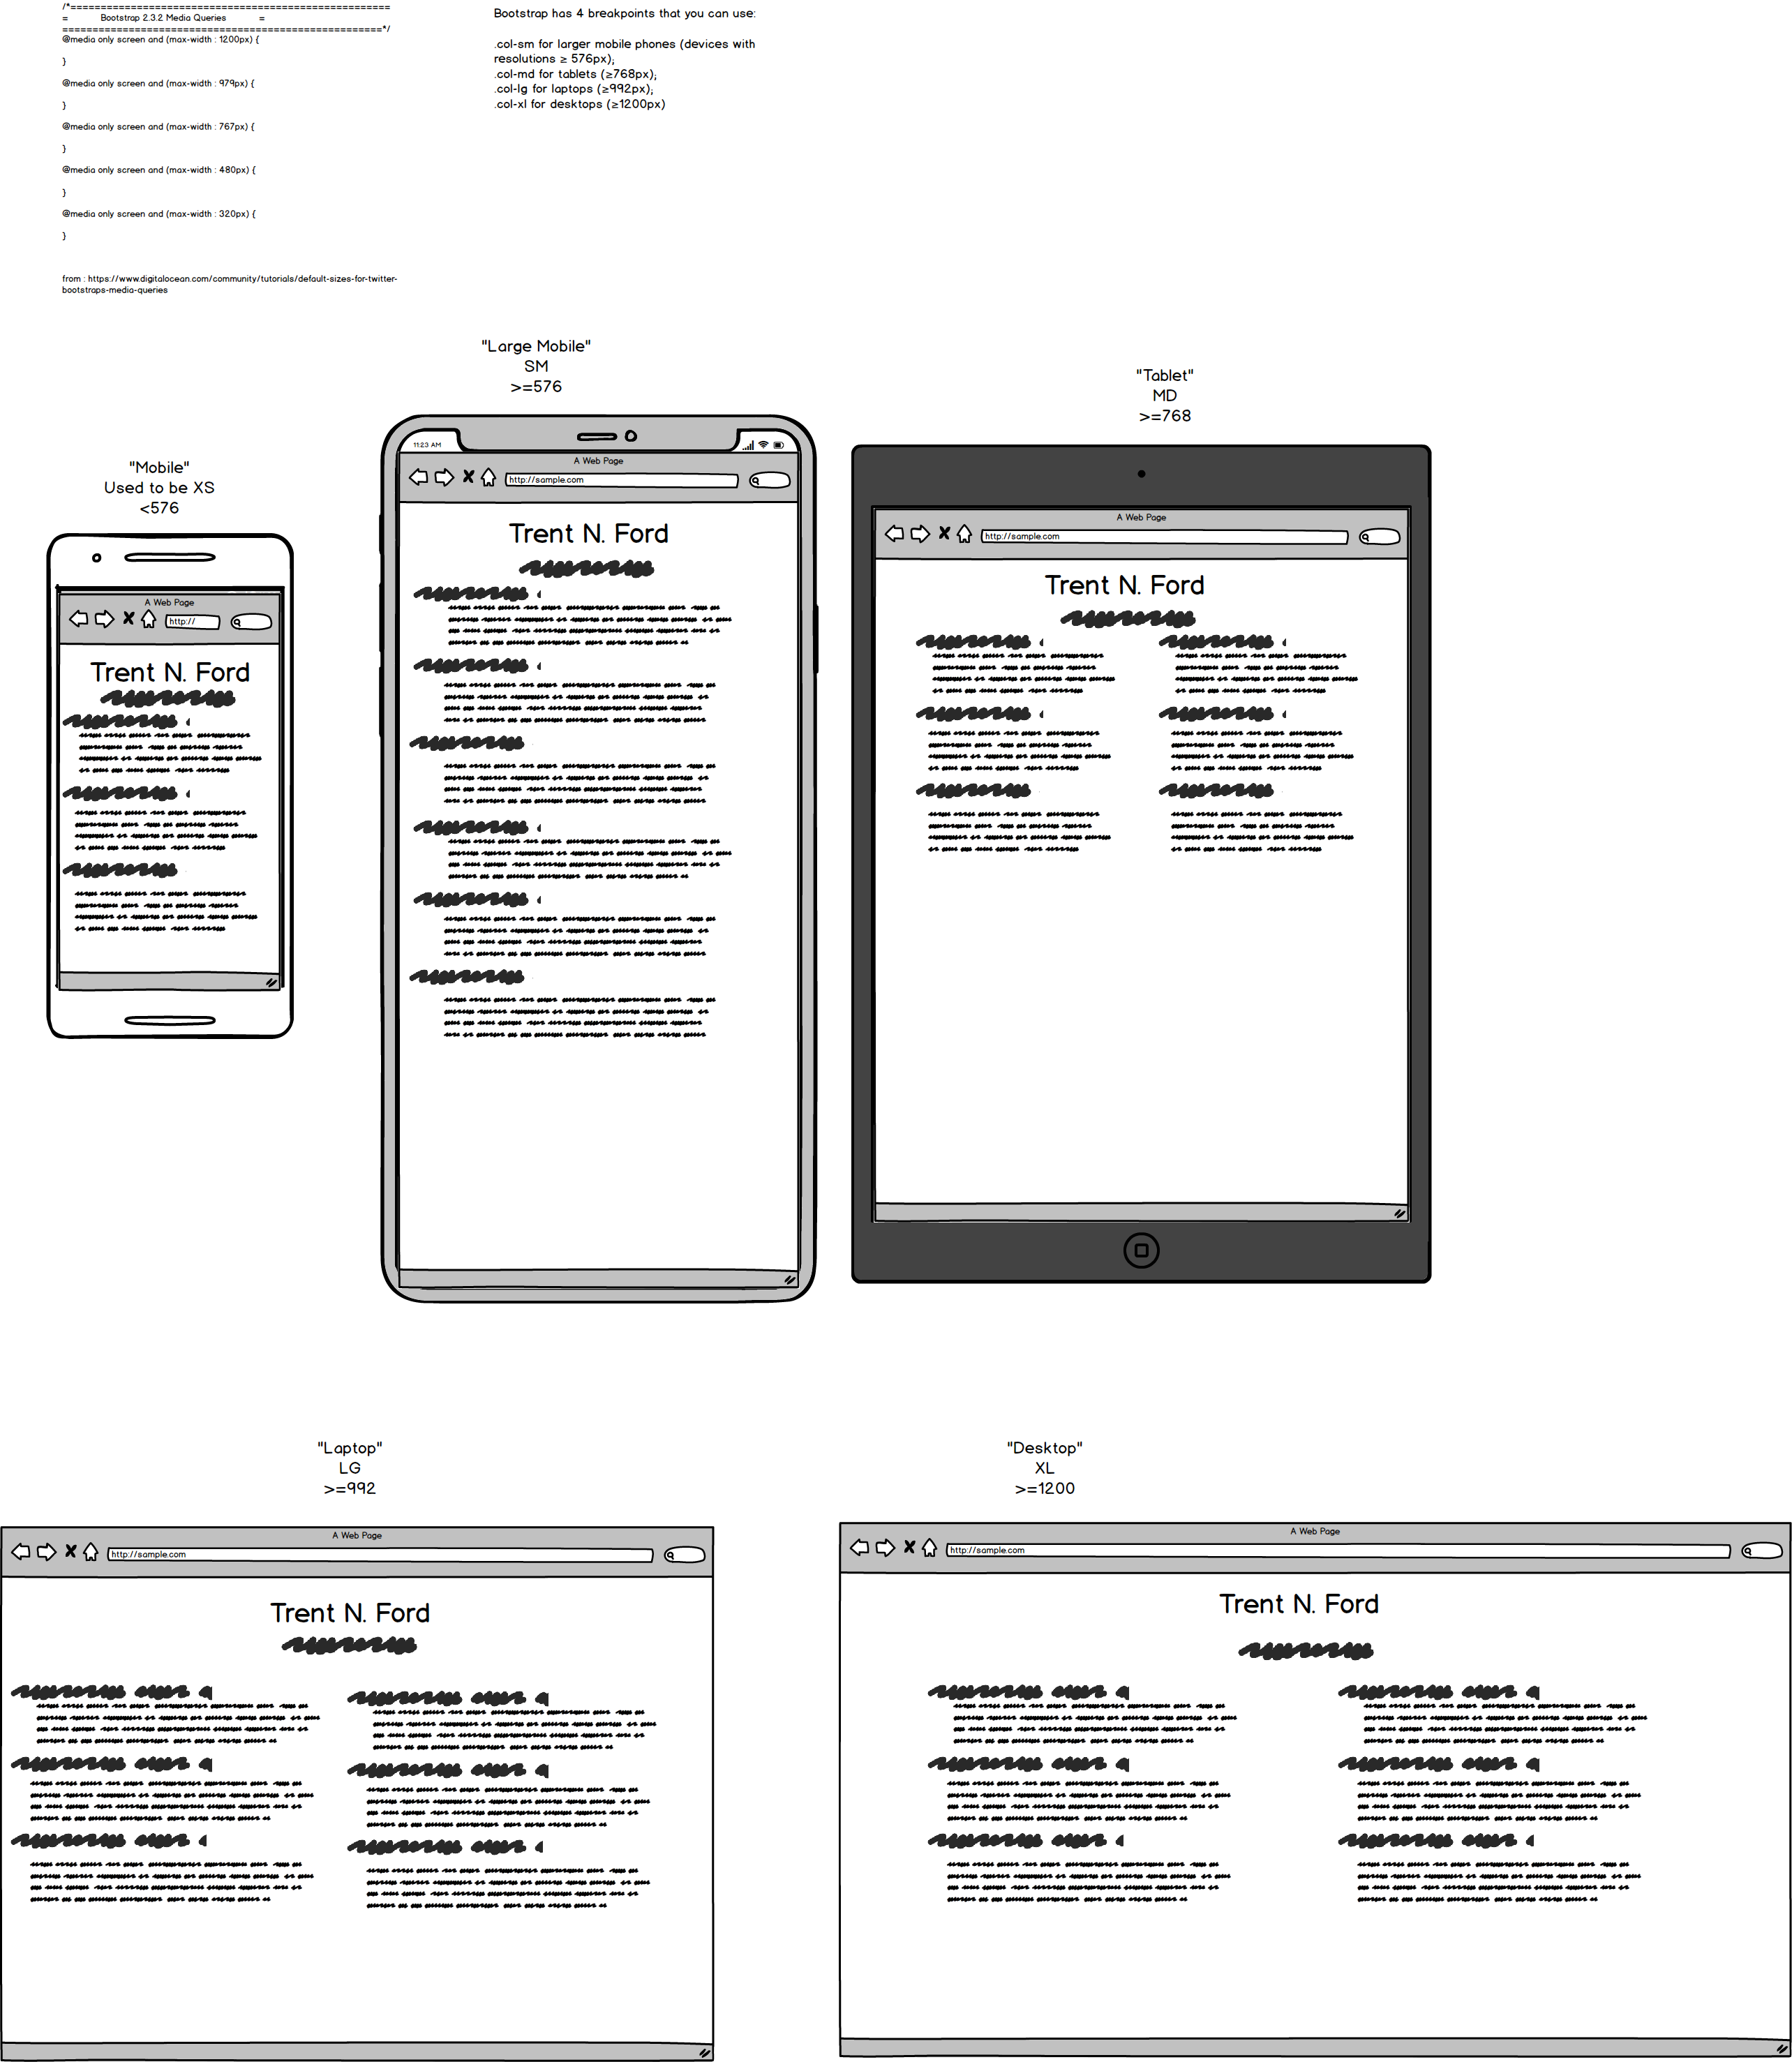 /*======================================================
=             Bootstrap 2.3.2 Media Queries             =
======================================================*/
@media only screen and (max-width : 1200px) {
}
@media only screen and (max-width : 979px) {
}
@media only screen and (max-width : 767px) {
}
@media only screen and (max-width : 480px) {
}
@media only screen and (max-width : 320px) {
}
from : https://www.digitalocean.com/community/tutorials/default-sizes-for-twitter-
bootstraps-media-queries
Bootstrap has 4 breakpoints that you can use:
.col-sm for larger mobile phones (devices with
resolutions ≥ 576px);
.col-md for tablets (≥768px);
.col-lg for laptops (≥992px);
.col-xl for desktops (≥1200px)
"Mobile"
Used to be XS
<576
A Web Page
http://
Trent N. Ford
"Large Mobile"
SM
>=576
11:23 AM
A Web Page
http://sample.com
Trent N. Ford
"Tablet"
MD
>=768
A Web Page
http://sample.com
Trent N. Ford
"Laptop"
LG
>=992
A Web Page
http://sample.com
Trent N. Ford
"Desktop"
XL
>=1200
A Web Page
http://sample.com
Trent N. Ford